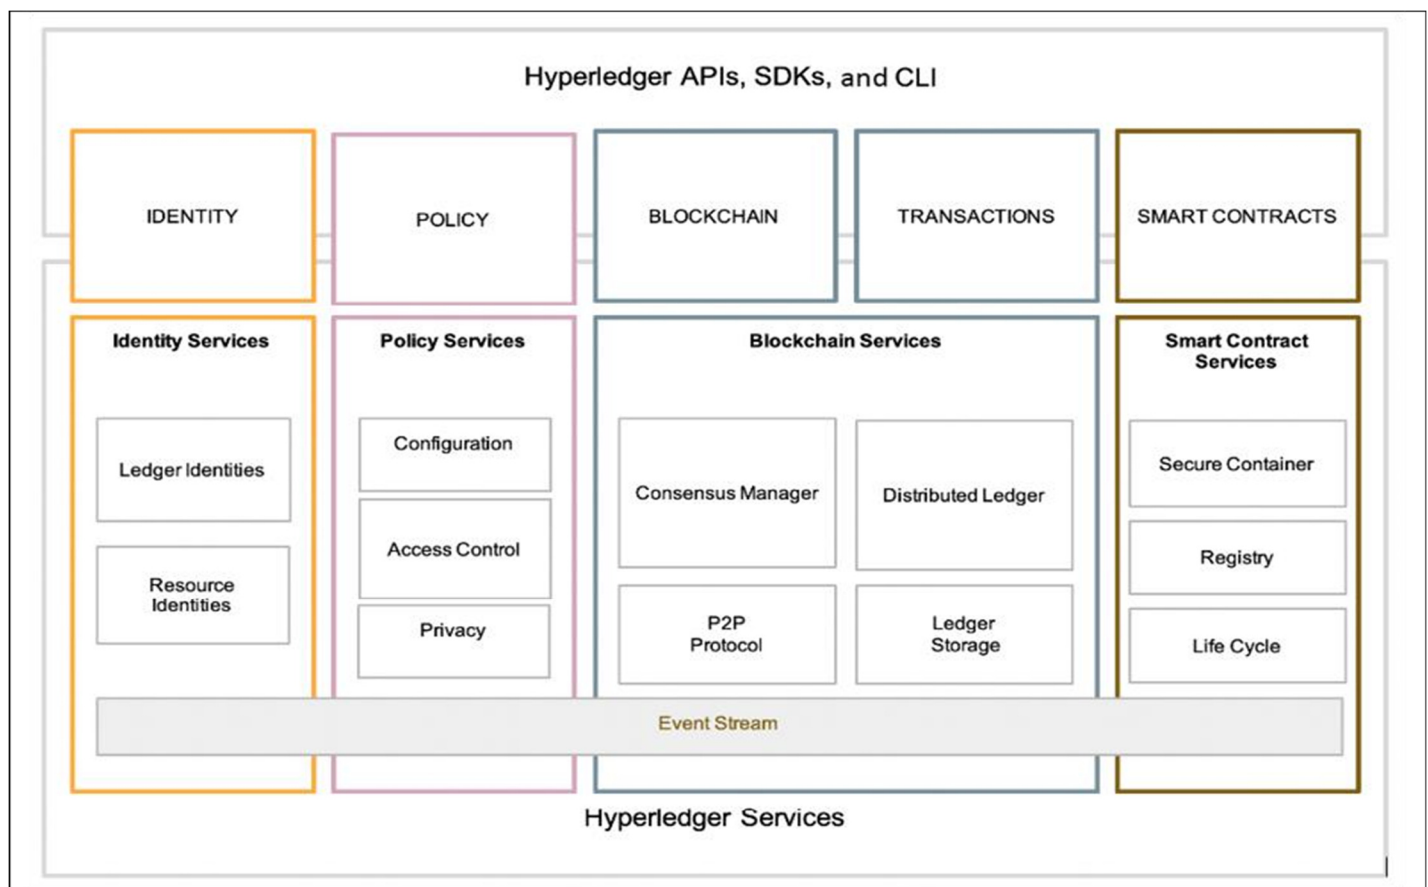 Hyperledger APIs, SDKs, and CLI
IDENTITY
POLICY
BLOCKCHAIN
TRANSACTIONS
SMART CONTRACTS
Identity Services
Ledger Identities
Resource
Identities
Policy Services
Configuration
Access Control
Privacy
Blockchain Services
Consensus Manager
Distributed Ledger
P2P
Protocol
Ledger
Storage
Smart Contract
Services
Secure Container
Registry
Life Cycle
Event Stream
Hyperledger Services